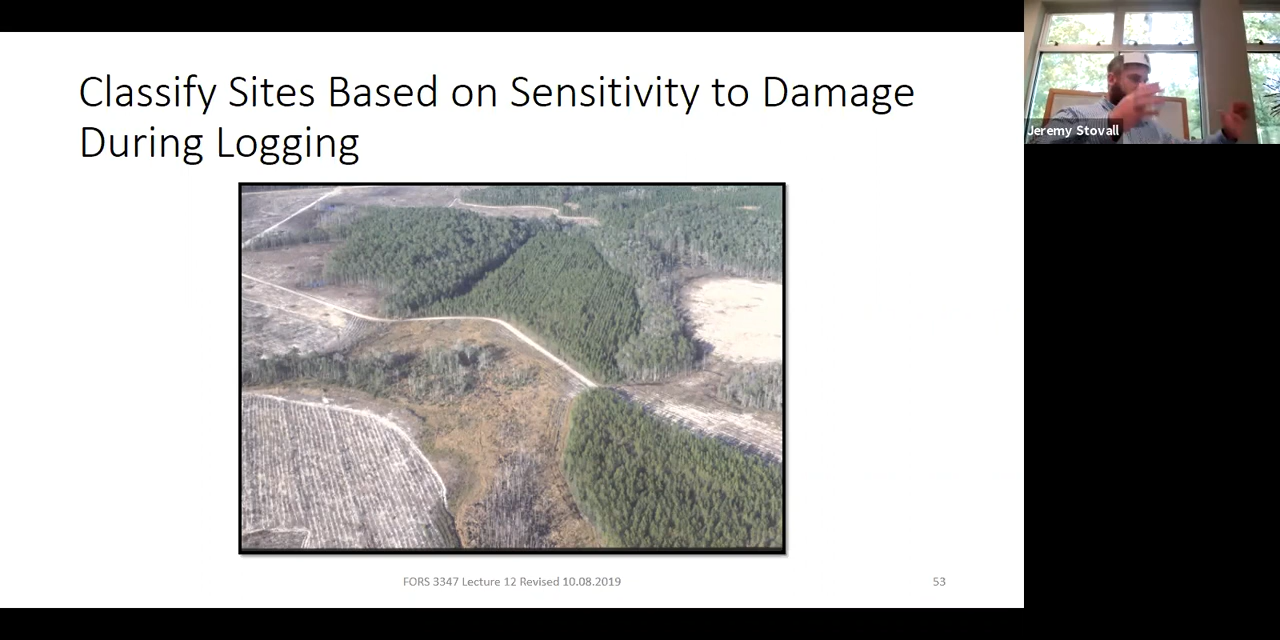 Classify Sites Based on Sensitivity to Damage
During Logging
Jeremy Stovall
FORS 3347 Lecture 12 Revised 10.08.2019
53